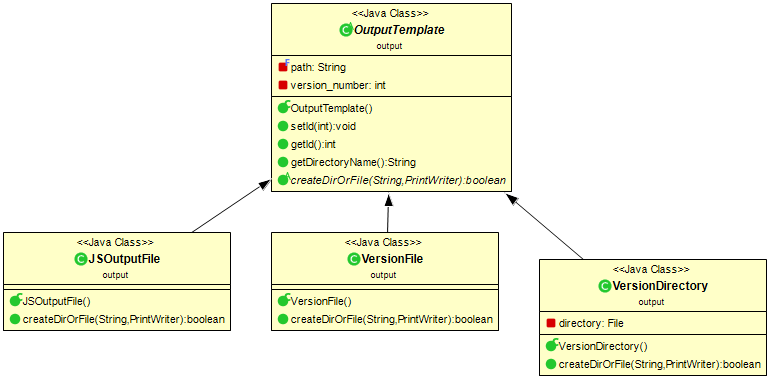 <<Java Class>>
OutputTemplate
output
path: String
version_number: int
OutputTemplate()
setId(int):void
getId():int
getDirectoryName():String
createDirOrFile(String,PrintWriter):boolean
<<Java Class>>
JSOutputFile
output
JSOutputFile()
createDirOrFile(String,PrintWriter):boolean
<<Java Class>>
VersionFile
output
VersionFile()
createDirOrFile(String,PrintWriter):boolean
<<Java Class>>
VersionDirectory
output
directory: File
VersionDirectory()
createDirOrFile(String,PrintWriter):boolean